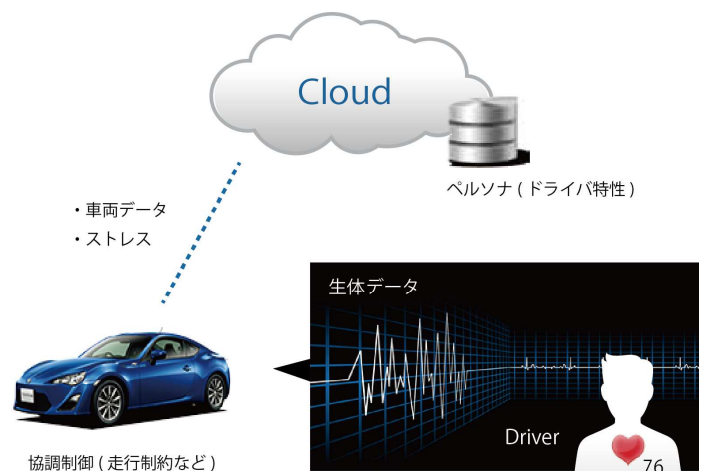 Cloud
ペルソナ ( ドライバ特性 )
・車両データ
・ストレス
生体データ
Driver
76
協調制御 ( 走行制約など )